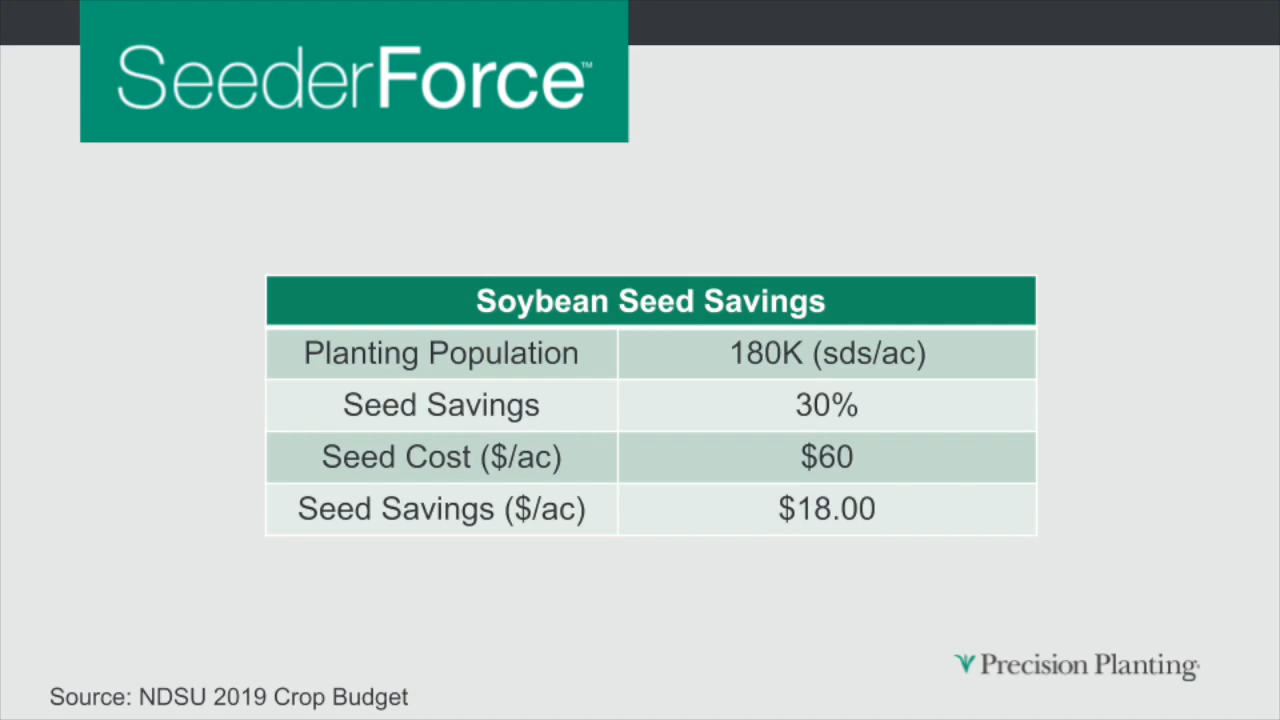 SeederForce™
Soybean Seed Savings
Planting Population 180K (sds/ac)
Seed Savings 30%
Seed Cost ($/ac) $60
Seed Savings ($/ac) $18.00
Precision Planting
Source: NDSU 2019 Crop Budget